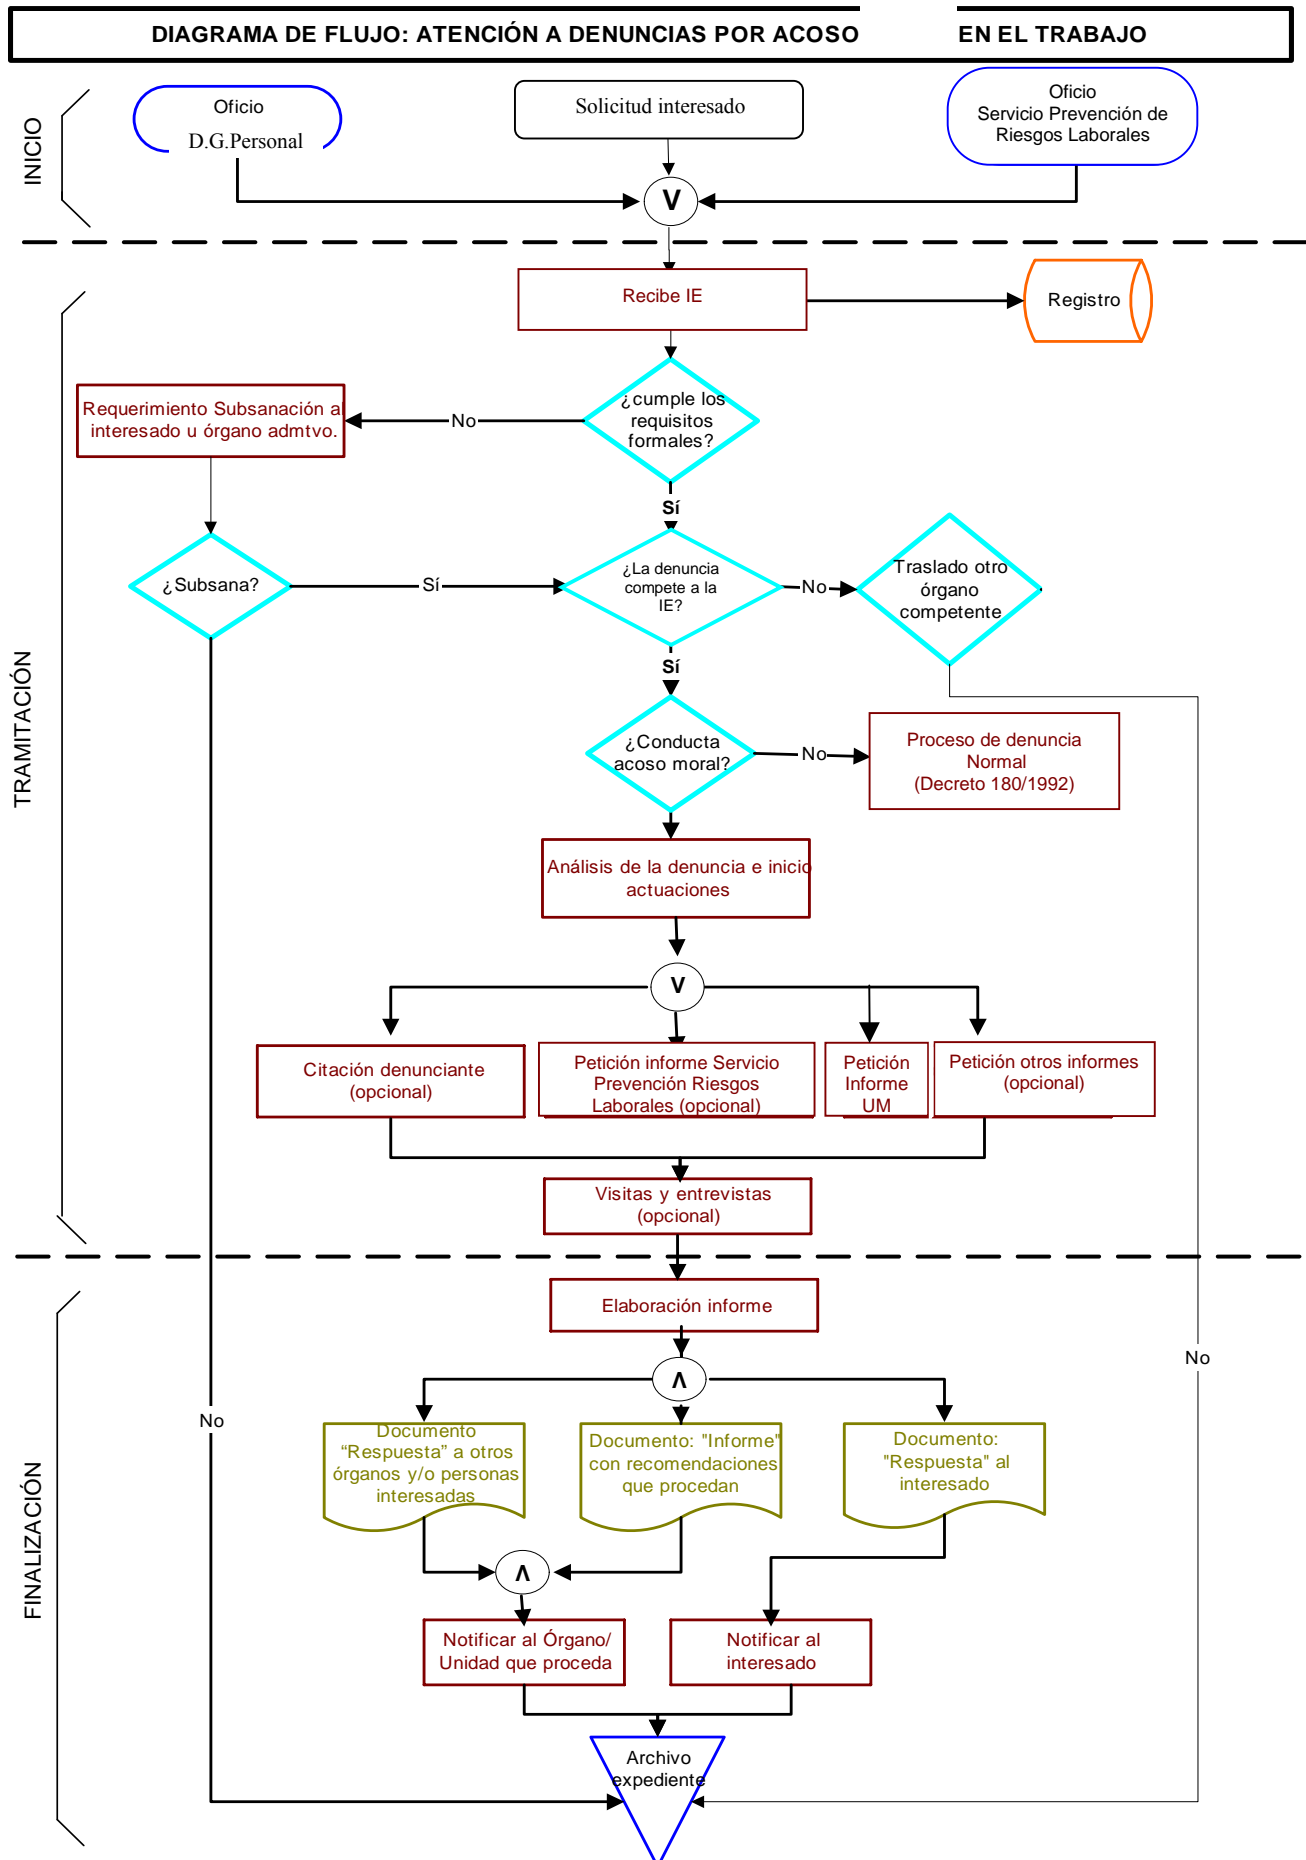 DIAGRAMA DE FLUJO: ATENCIÓN A DENUNCIAS POR ACOSO EN EL TRABAJO
INICIO
Oficio
D.G.Personal
Solicitud interesado
Oficio
Servicio Prevención de
Riesgos Laborales
V
TRAMITACIÓN
Recibe IE
Registro
¿cumple los
requisitos
formales?
No
Requerimiento Subsanación al
interesado u órgano admtvo.
Sí
¿Subsana?
Sí
¿La denuncia
compete a la
IE?
No
Traslado otro
órgano
competente
Sí
¿Conducta
acoso moral?
No
Proceso de denuncia
Normal
(Decreto 180/1992)
Análisis de la denuncia e inicio
actuaciones
V
Citación denunciante
(opcional)
Petición informe Servicio
Prevención Riesgos
Laborales (opcional)
Petición
Informe
UM
Petición otros informes
(opcional)
Visitas y entrevistas
(opcional)
FINALIZACIÓN
Elaboración informe
No
No
Λ
Documento
“Respuesta” a otros
órganos y/o personas
interesadas
Documento: "Informe"
con recomendaciones
que procedan
Documento:
"Respuesta" al
interesado
Λ
Notificar al Órgano/
Unidad que proceda
Notificar al
interesado
Archivo
expediente